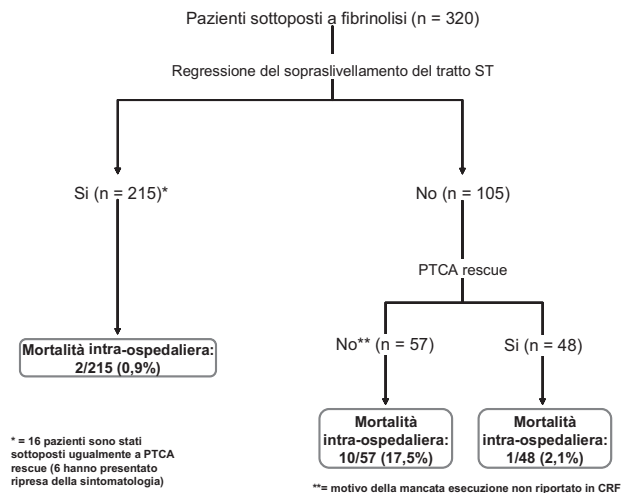 Pazienti sottoposti a fibrinolisi (n = 320)
Regressione del sopraslivellamento del tratto ST
Si (n = 215)*
No (n = 105)
PTCA rescue
No** (n = 57)
Si (n = 48)
Mortalità intra-ospedaliera:
2/215 (0,9%)
Mortalità
intra-ospedaliera:
10/57 (17,5%)
Mortalità
intra-ospedaliera:
1/48 (2,1%)
* = 16 pazienti sono stati
sottoposti ugualmente a PTCA
rescue (6 hanno presentato
ripresa della sintomatologia)
**= motivo della mancata esecuzione non riportato in CRF